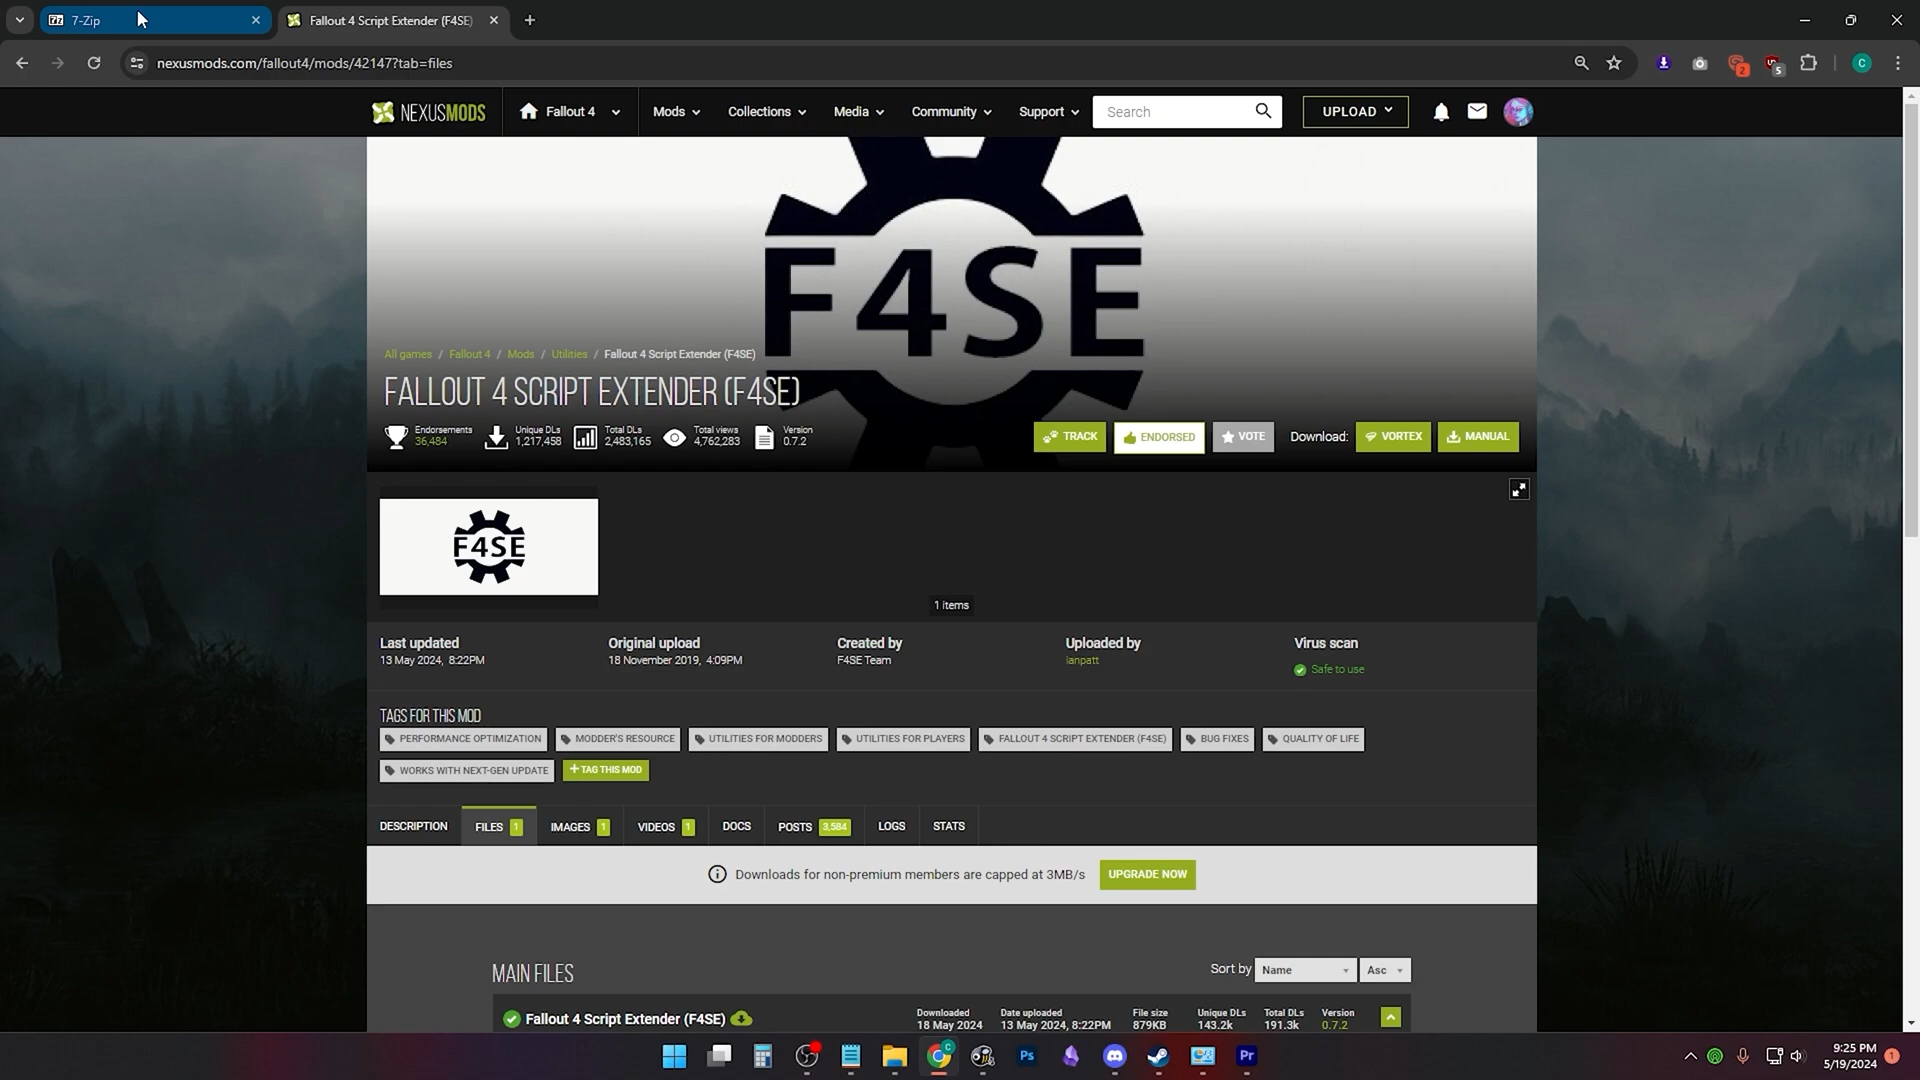 7-Zip
Fallout 4 Script Extender (F4SE)
nexusmods.com/fallout4/mods/42147?tab=files
2
5
C
NEXUSMODS
Fallout 4
Mods
Collections
Media
Community
Support
Search
UPLOAD
F4SE
All games / Fallout 4 / Mods / Utilities / Fallout 4 Script Extender (F4SE)
FALLOUT 4 SCRIPT EXTENDER (F4SE)
Endorsements Unique DLs Total DLs Total views Version
36,484 1,217,458 2,483,165 4,762,283 0.7.2
TRACK ENDORSED VOTE Download: VORTEX MANUAL
F4SE
1 items
Last updated Original upload Created by Uploaded by Virus scan
13 May 2024, 8:22PM 18 November 2019, 4:09PM F4SE Team ianpatt Safe to use
TAGS FOR THIS MOD
PERFORMANCE OPTIMIZATION MODDER'S RESOURCE UTILITIES FOR MODDERS UTILITIES FOR PLAYERS FALLOUT 4 SCRIPT EXTENDER (F4SE) BUG FIXES QUALITY OF LIFE
WORKS WITH NEXT-GEN UPDATE + TAG THIS MOD
DESCRIPTION FILES 1 IMAGES 1 VIDEOS 1 DOCS POSTS 3,584 LOGS STATS
Downloads for non-premium members are capped at 3MB/s UPGRADE NOW
MAIN FILES Sort by Name Asc
Fallout 4 Script Extender (F4SE)
Downloaded Date uploaded File size Unique DLs Total DLs Version
18 May 2024 13 May 2024, 8:22PM 879KB 143.2k 191.3k 0.7.2
C
Ps
Pr
9:25 PM
5/19/2024
1